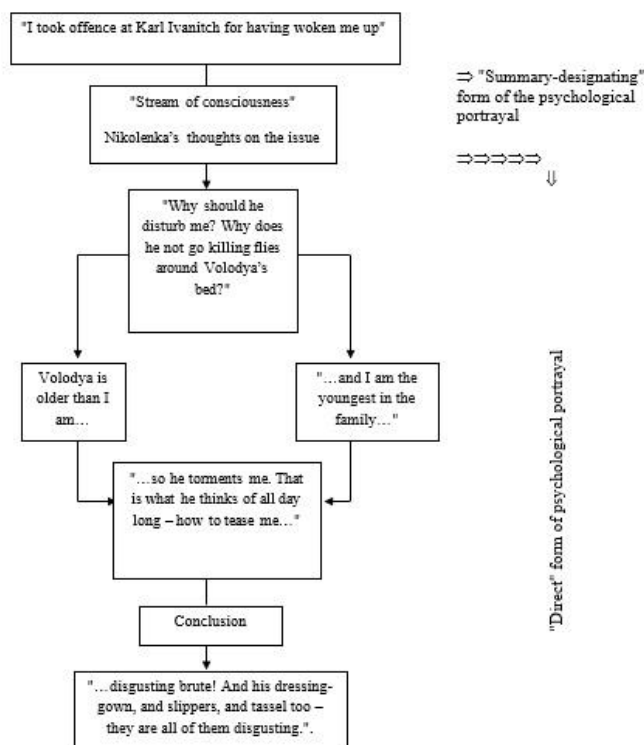 "I took offence at Karl Ivanitch for having woken me up"
⇒ "Summary-designating"
form of the psychological
portrayal
"Stream of consciousness"
Nikolenka’s thoughts on the issue
⇒⇒⇒⇒⇒
⇓
"Why should he
disturb me? Why does
he not go killing flies
around Volodya’s
bed?"
Volodya is
older than I
am…
"…and I am the
youngest in the
family…"
"…so he torments me. That
is what he thinks of all day
long – how to tease me…"
"Direct" form of psychological portrayal
Conclusion
"…disgusting brute! And his dressing-
gown, and slippers, and tassel too –
they are all of them disgusting.".